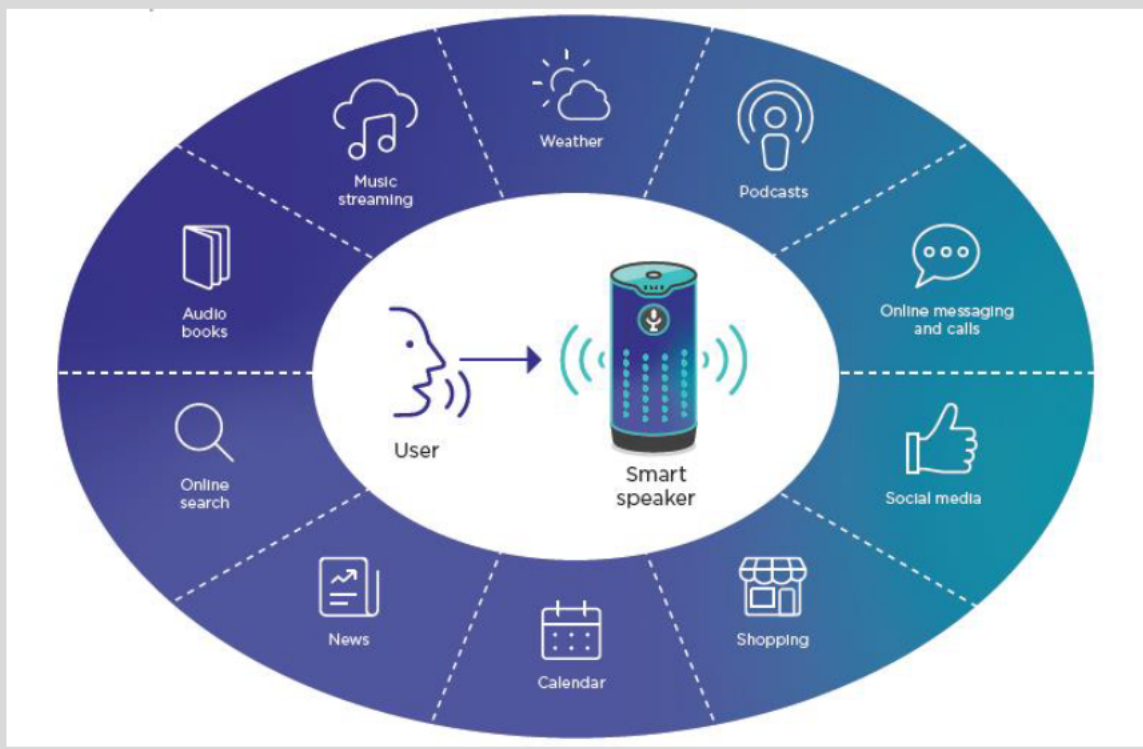 Weather
Music
streaming
Podcasts
Audio
books
Online messaging
and calls
User
Smart
speaker
Online
search
Social media
News
Calendar
Shopping